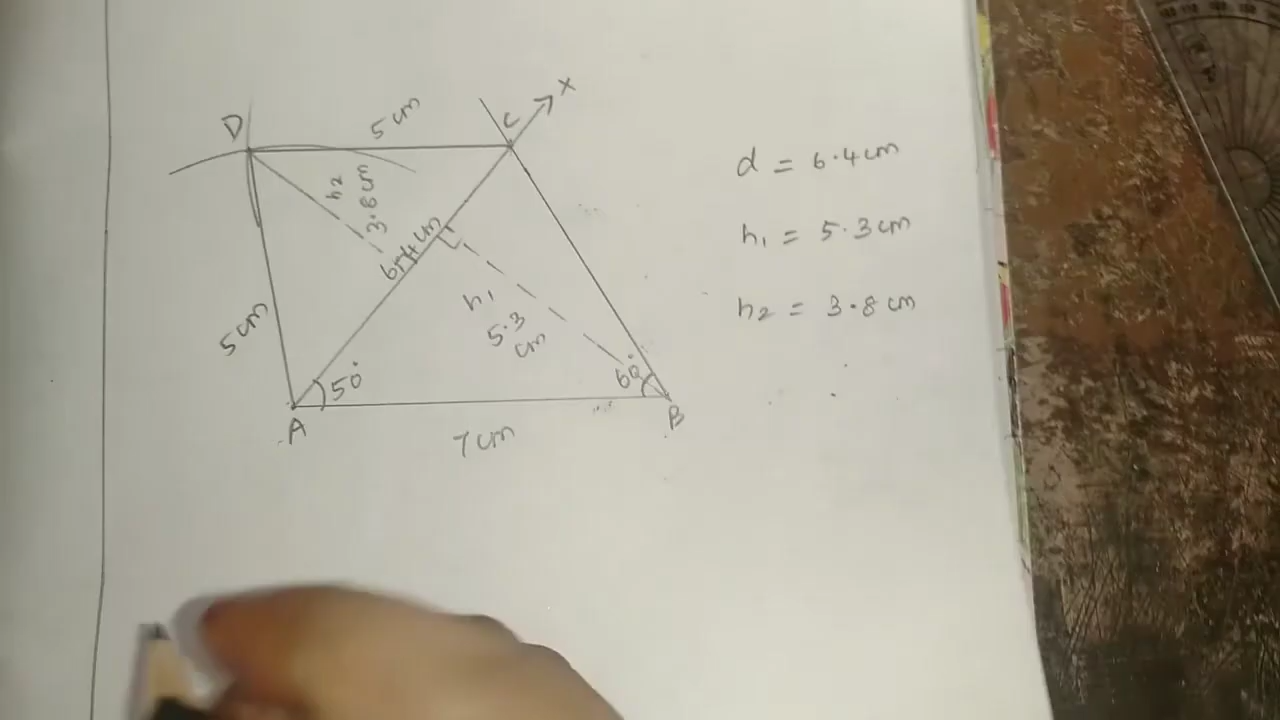 X
C
D
5 cm
h2
3.8 cm
6.4 cm
h1
5.3
cm
5 cm
50°
60°
A
B
7 cm
d = 6.4 cm
h1 = 5.3 cm
h2 = 3.8 cm